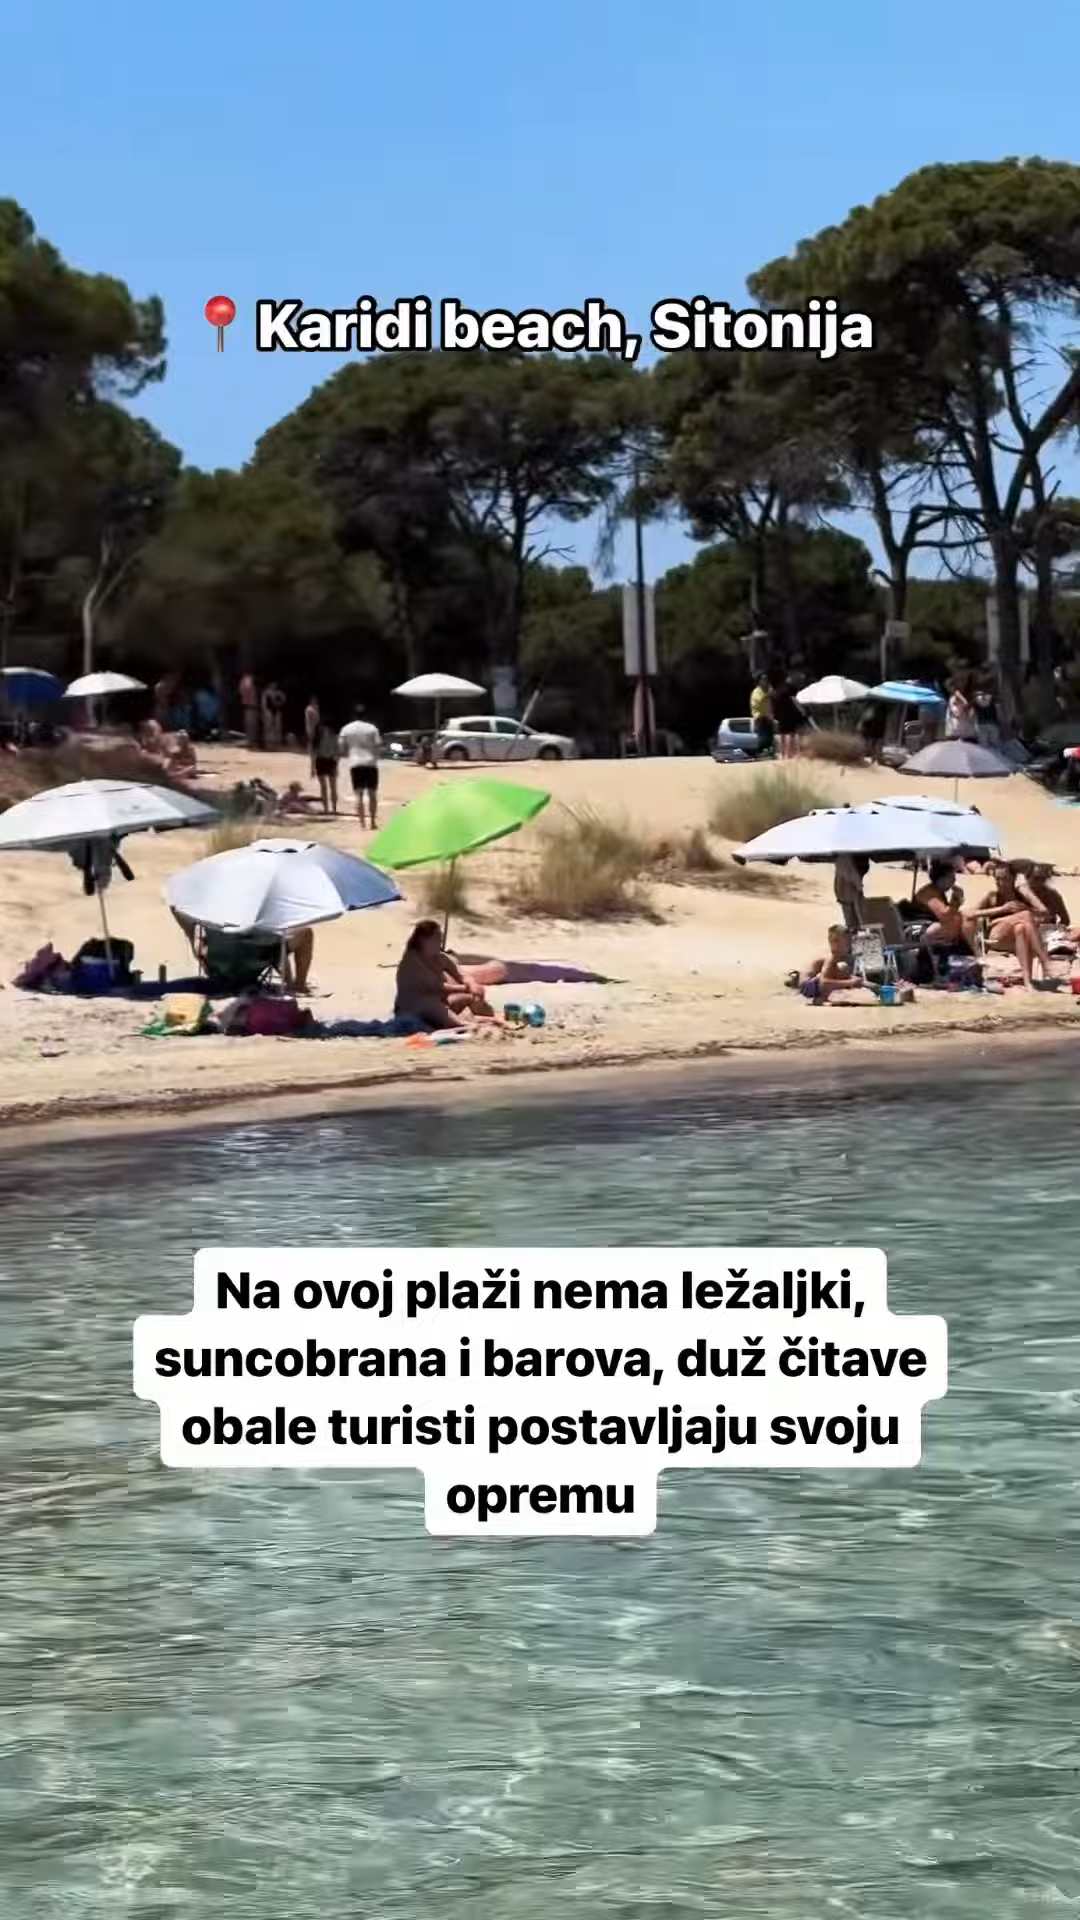 📍Karidi beach, Sitonija
Na ovoj plaži nema ležaljki,
suncobrana i barova, duž čitave
obale turisti postavljaju svoju
opremu